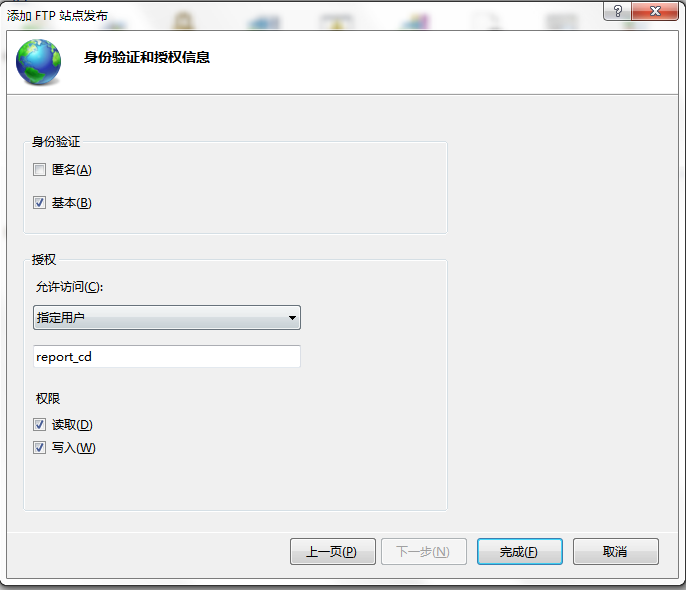 添加 FTP 站点发布
?
身份验证和授权信息
身份验证
匿名(A)
基本(B)
授权
允许访问(C):
指定用户
report_cd
权限
读取(D)
写入(W)
上一页(P) 下一步(N) 完成(F) 取消